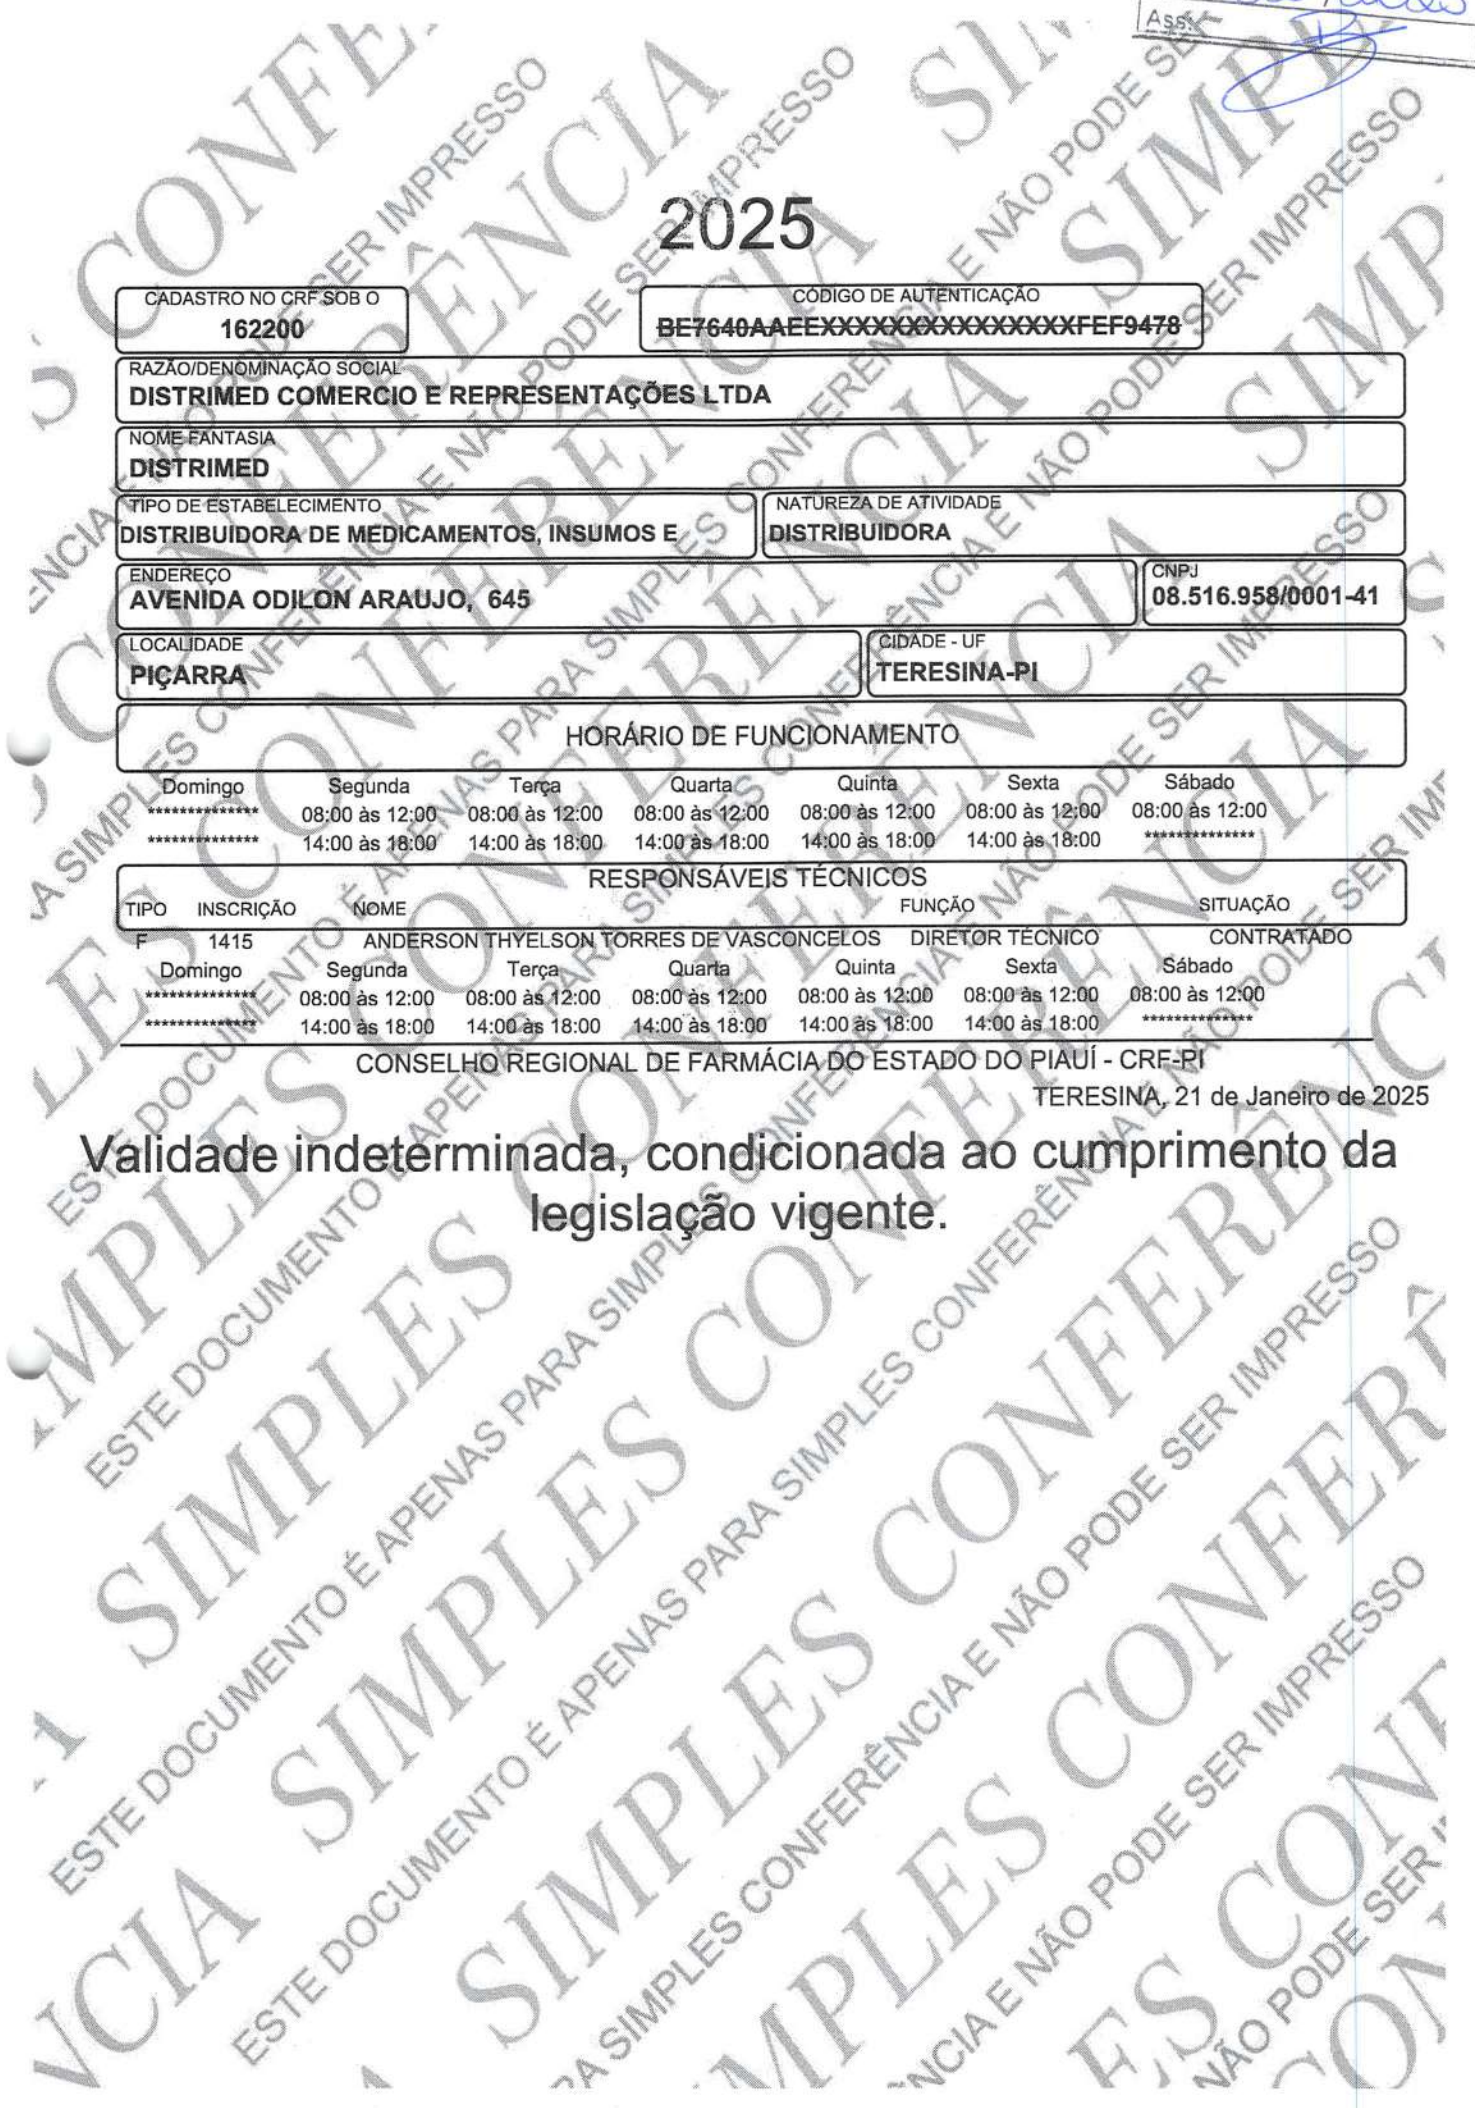 Ass:
2025
CADASTRO NO CRF SOB O
162200
CÓDIGO DE AUTENTICAÇÃO
BE7640AAEEXXXXXXXXXXXXXXXXFEF9478
RAZÃO/DENOMINAÇÃO SOCIAL
DISTRIMED COMERCIO E REPRESENTAÇÕES LTDA
NOME FANTASIA
DISTRIMED
TIPO DE ESTABELECIMENTO NATUREZA DE ATIVIDADE
DISTRIBUIDORA DE MEDICAMENTOS, INSUMOS E DISTRIBUIDORA
ENDEREÇO CNPJ
AVENIDA ODILON ARAUJO, 645 08.516.958/0001-41
LOCALIDADE CIDADE - UF
PIÇARRA TERESINA-PI
HORÁRIO DE FUNCIONAMENTO
Domingo Segunda Terça Quarta Quinta Sexta Sábado
************** 08:00 às 12:00 08:00 às 12:00 08:00 às 12:00 08:00 às 12:00 08:00 às 12:00 08:00 às 12:00
************** 14:00 às 18:00 14:00 às 18:00 14:00 às 18:00 14:00 às 18:00 14:00 às 18:00 **************
RESPONSÁVEIS TÉCNICOS
TIPO INSCRIÇÃO NOME FUNÇÃO SITUAÇÃO
F 1415 ANDERSON THYELSON TORRES DE VASCONCELOS DIRETOR TÉCNICO CONTRATADO
Domingo Segunda Terça Quarta Quinta Sexta Sábado
************** 08:00 às 12:00 08:00 às 12:00 08:00 às 12:00 08:00 às 12:00 08:00 às 12:00 08:00 às 12:00
************** 14:00 às 18:00 14:00 às 18:00 14:00 às 18:00 14:00 às 18:00 14:00 às 18:00 **************
CONSELHO REGIONAL DE FARMÁCIA DO ESTADO DO PIAUÍ - CRF-PI
TERESINA, 21 de Janeiro de 2025
Validade indeterminada, condicionada ao cumprimento da
legislação vigente.
SIMPLES CONFERÊNCIA
ESTE DOCUMENTO É APENAS PARA SIMPLES CONFERÊNCIA E NÃO PODE SER IMPRESSO